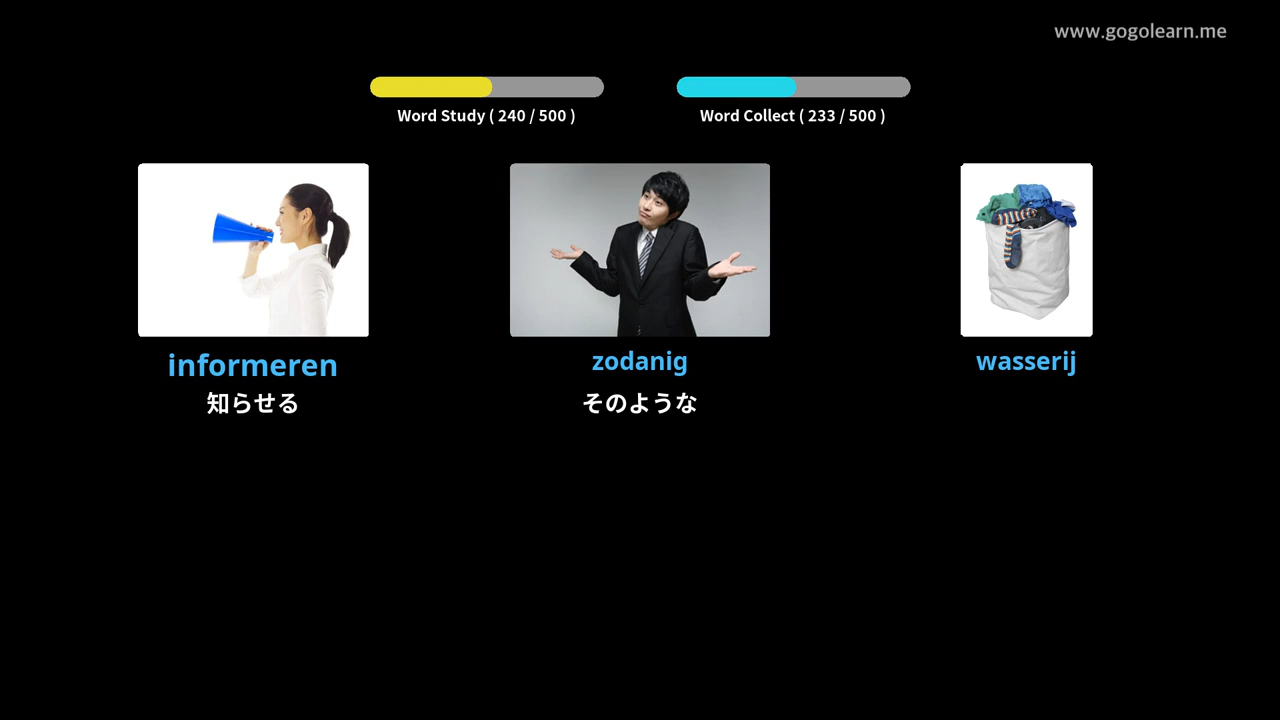 www.gogolearn.me
Word Study ( 240 / 500 )
Word Collect ( 233 / 500 )
informeren
知らせる
zodanig
そのような
wasserij